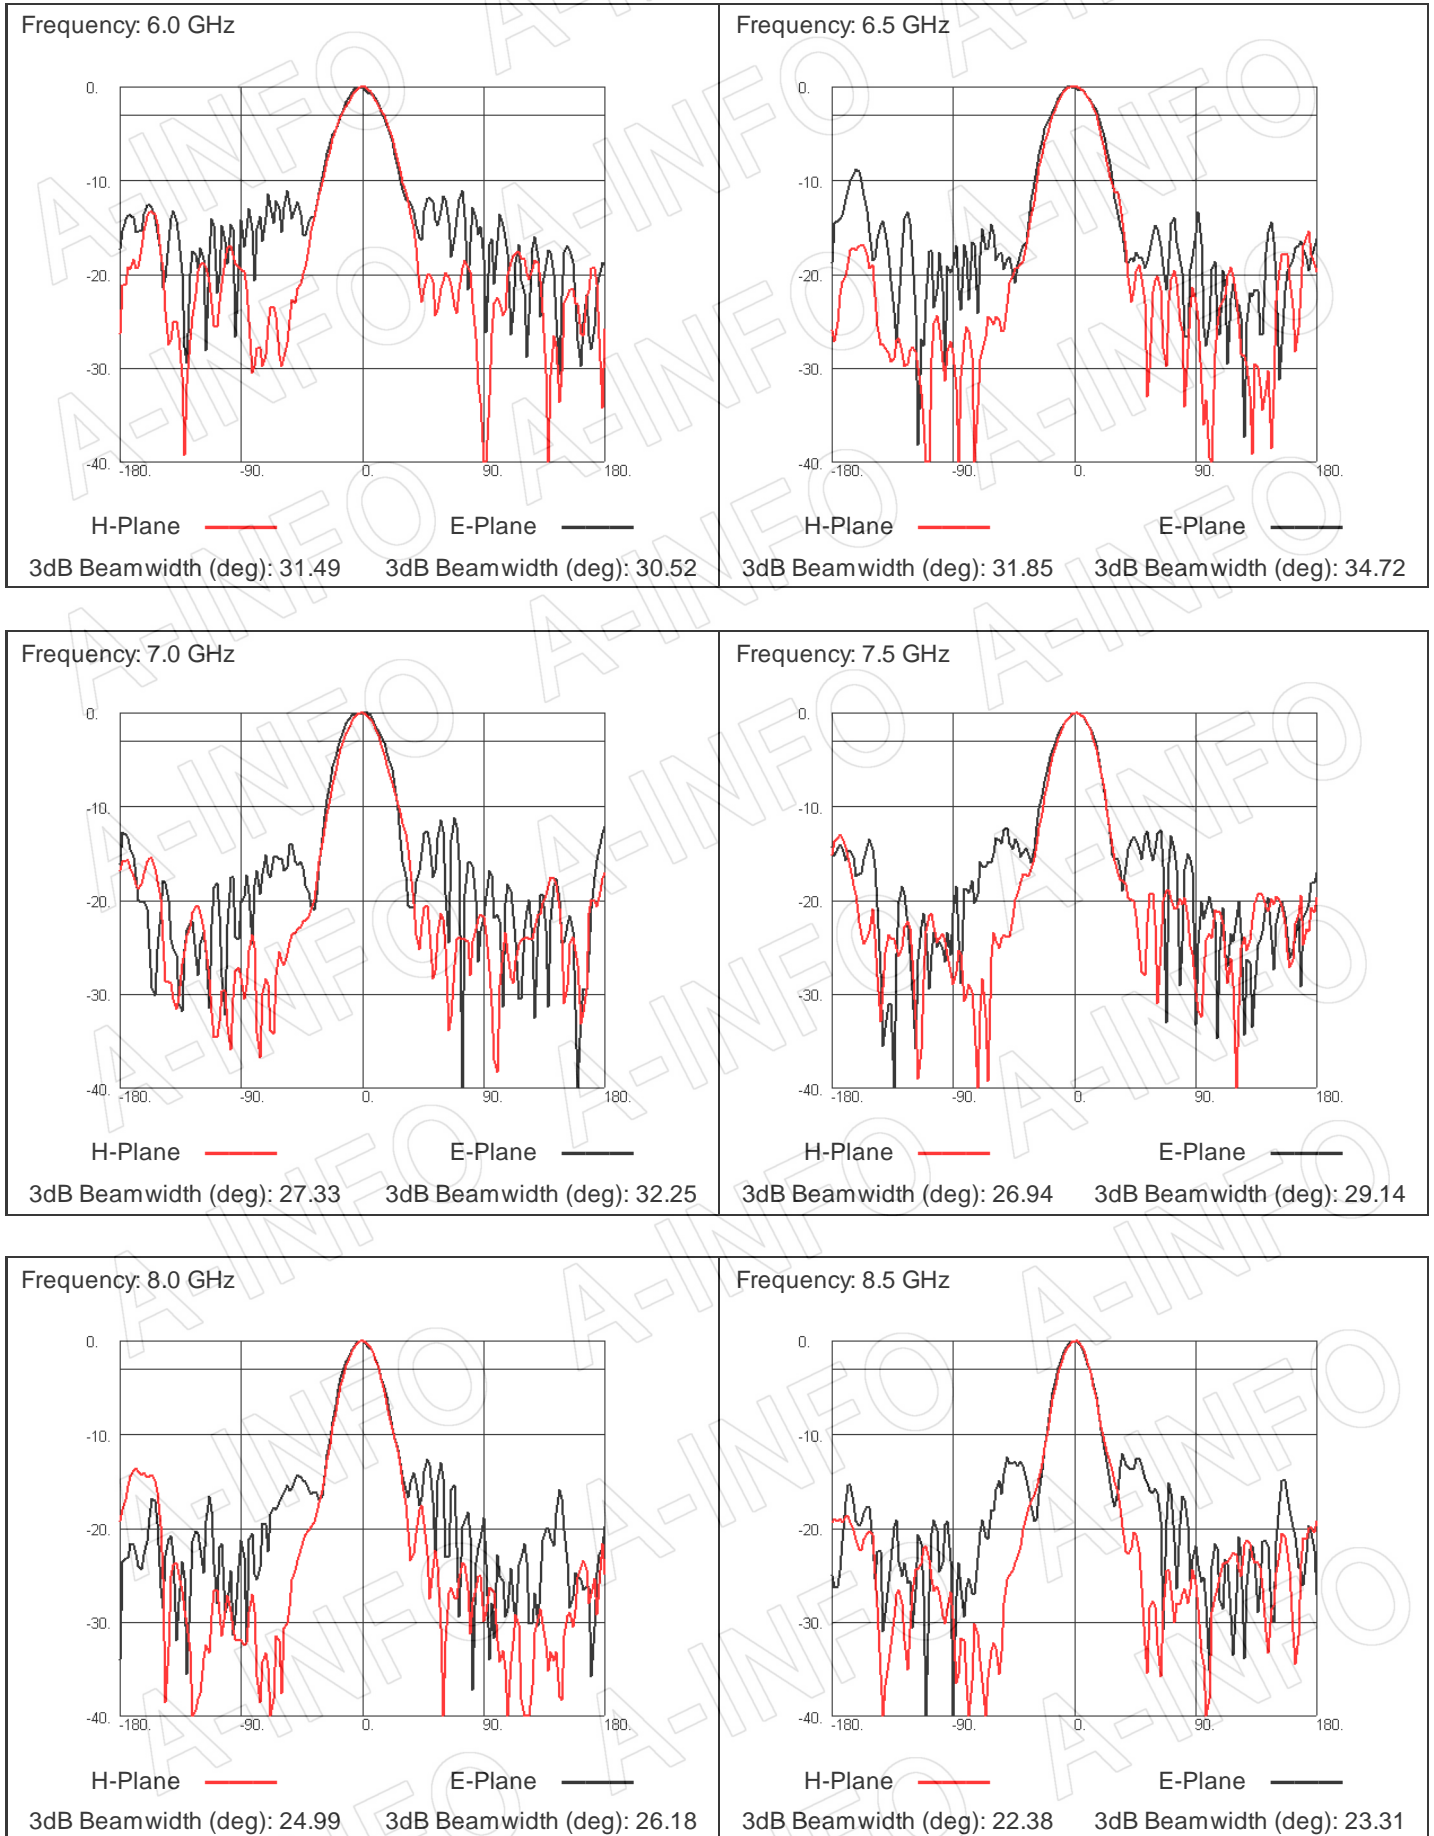 Frequency: 6.0 GHz
0.
-10.
-20.
-30.
-40.
-180.
-90.
0.
90.
180.
H-Plane
E-Plane
3dB Beamwidth (deg): 31.49
3dB Beamwidth (deg): 30.52
Frequency: 6.5 GHz
0.
-10.
-20.
-30.
-40.
-180.
-90.
0.
90.
180.
H-Plane
E-Plane
3dB Beamwidth (deg): 31.85
3dB Beamwidth (deg): 34.72
Frequency: 7.0 GHz
0.
-10.
-20.
-30.
-40.
-180.
-90.
0.
90.
180.
H-Plane
E-Plane
3dB Beamwidth (deg): 27.33
3dB Beamwidth (deg): 32.25
Frequency: 7.5 GHz
0.
-10.
-20.
-30.
-40.
-180.
-90.
0.
90.
180.
H-Plane
E-Plane
3dB Beamwidth (deg): 26.94
3dB Beamwidth (deg): 29.14
Frequency: 8.0 GHz
0.
-10.
-20.
-30.
-40.
-180.
-90.
0.
90.
180.
H-Plane
E-Plane
3dB Beamwidth (deg): 24.99
3dB Beamwidth (deg): 26.18
Frequency: 8.5 GHz
0.
-10.
-20.
-30.
-40.
-180.
-90.
0.
90.
180.
H-Plane
E-Plane
3dB Beamwidth (deg): 22.38
3dB Beamwidth (deg): 23.31
A-INFO